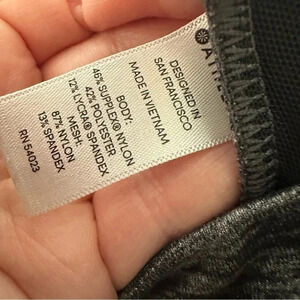 ATHLE
DESIGNED IN
SAN FRANCISCO
MADE IN VIETNAM
BODY:
46% SUPPLEX® NYLON
42% POLYESTER
12% LYCRA® SPANDEX
MESH:
87% NYLON
13% SPANDEX
RN 54023